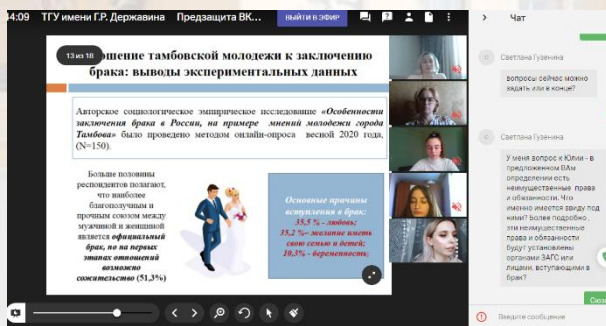 4:09 ТГУ имени Г.Р. Державина Предзащита ВК...
ВЫЙТИ В ЭФИР
Чат
13 из 18
ошение тамбовской молодежи к заключению
брака: выводы экспериментальных данных
Авторское социологическое эмпирическое исследование «Особенности
заключения брака в России, на примере мнений молодежи города
Тамбова» было проведено методом онлайн-опроса весной 2020 года,
(N=150).
Больше половины
респондентов полагают,
что наиболее
благополучным и
прочным союзом между
мужчиной и женщиной
является официальный
брак, но на первых
этапах отношений
возможно
сожительство (51,3%)
Основные причины
вступления в брак:
35,5 % - любовь;
35,2 %– желание иметь
свою семью и детей;
10,3% - беременность;
Светлана Гузенина
вопросы сейчас можно
задать или в конце?
Светлана Гузенина
У меня вопрос к Юлии - в
предложенном ВАм
определении есть
неимущественные права
и обязанности. Что
именно имеется ввиду под
ними? Более подробно,
эти неимущественные
права и обязанности
будут установлены
органами ЗАГС или
лицами, вступающими в
брак?
Введите сообщение